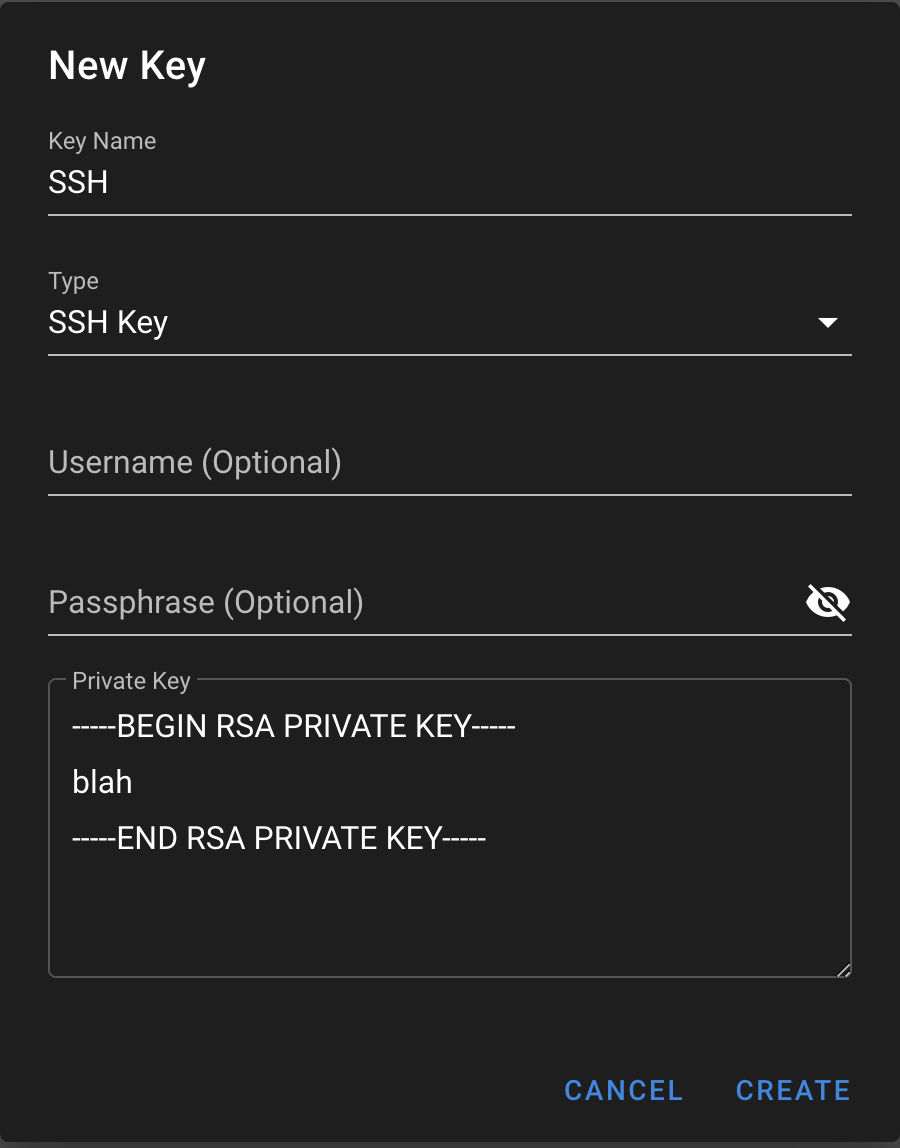 New Key
Key Name
SSH
Type
SSH Key
Username (Optional)
Passphrase (Optional)
Private Key
-----BEGIN RSA PRIVATE KEY-----
blah
-----END RSA PRIVATE KEY-----
CANCEL CREATE